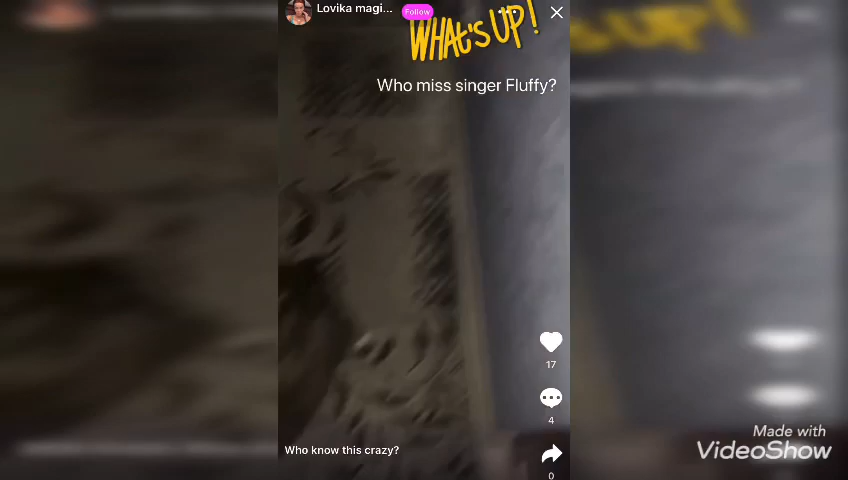 Lovika magi...
Follow
WHAT'S UP!
Who miss singer Fluffy?
17
4
0
Who know this crazy?
Made with
VideoShow